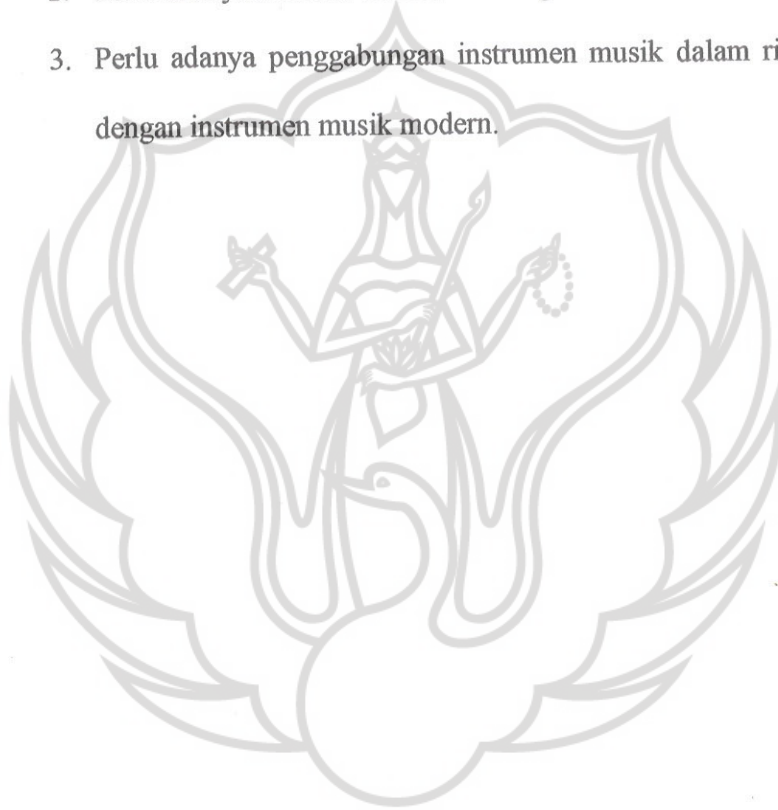 3. Perlu adanya penggabungan instrumen musik dalam
dengan instrumen musik modern.